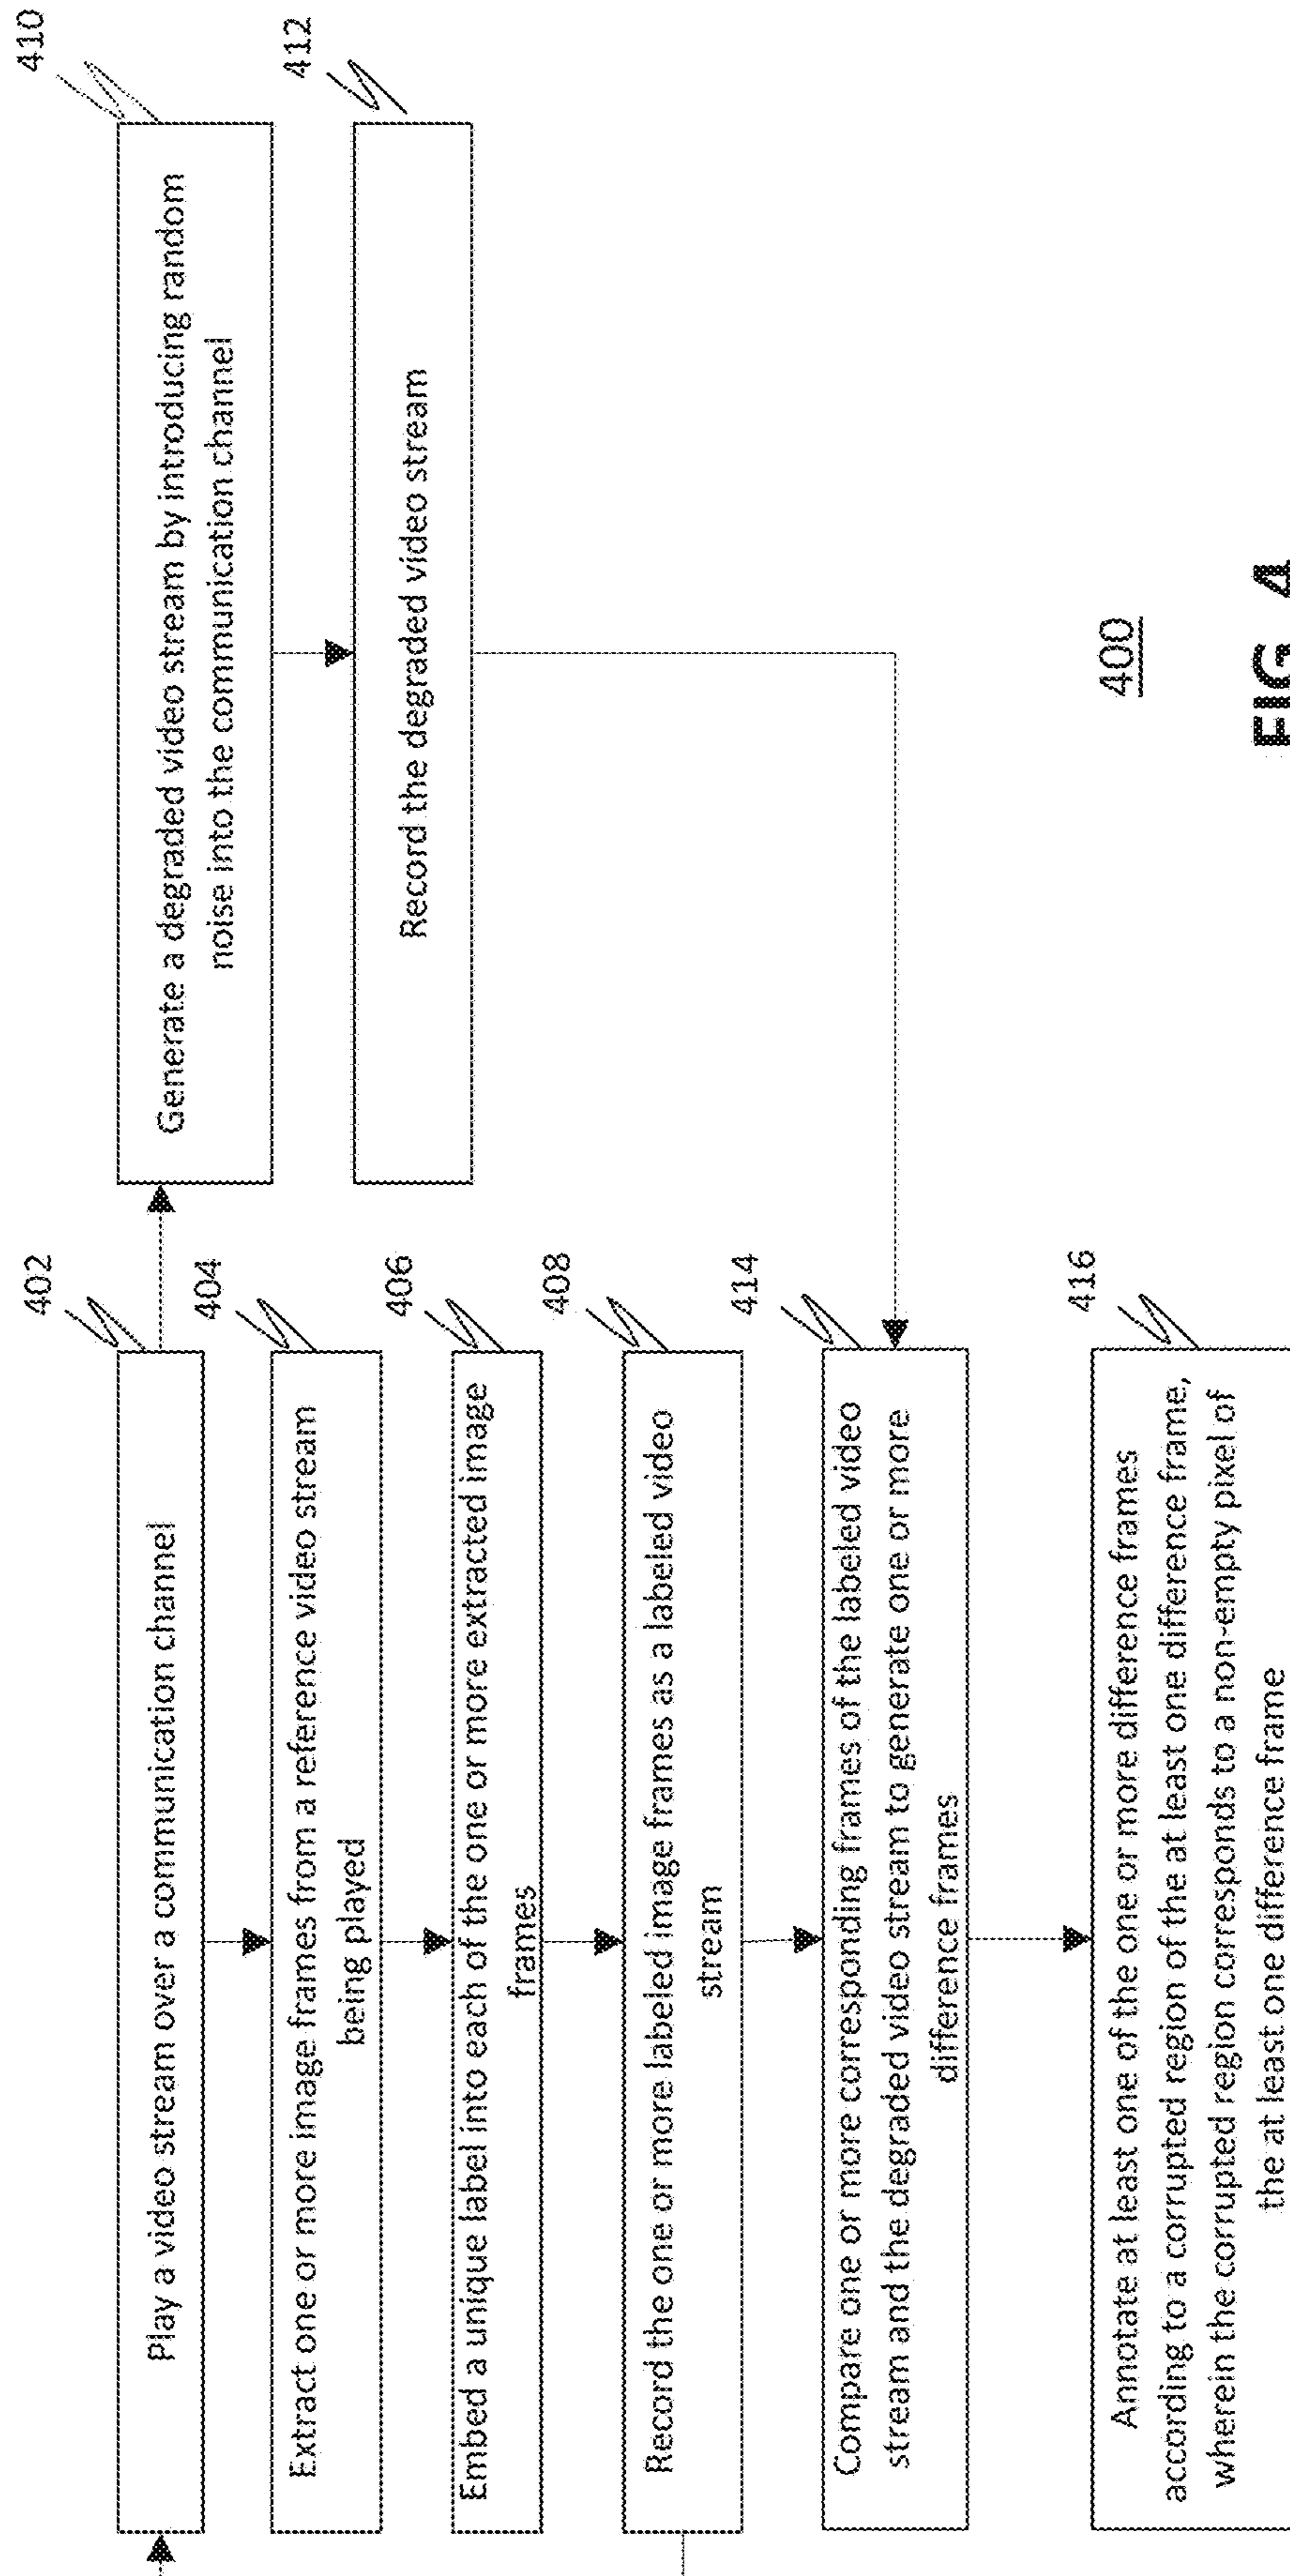 402
Play a video stream over a communication channel
404
Extract one or more image frames from a reference video stream
being played
406
Embed a unique label into each of the one or more extracted image
frames
408
Record the one or more labeled image frames as a labeled video
stream
410
Generate a degraded video stream by introducing random
noise into the communication channel
412
Record the degraded video stream
414
Compare one or more corresponding frames of the labeled video
stream and the degraded video stream to generate one or more
difference frames
416
Annotate at least one of the one or more difference frames
according to a corrupted region of the at least one difference frame,
wherein the corrupted region corresponds to a non-empty pixel of
the at least one difference frame
400
FIG. 4